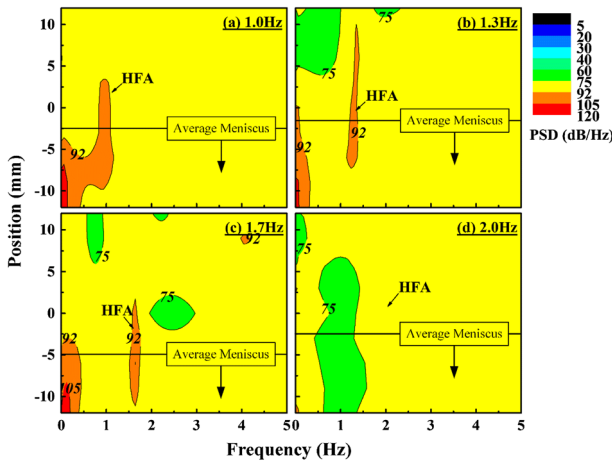 (a) 1.0Hz
HFA
Average Meniscus
92
(b) 1.3Hz
75
75
HFA
Average Meniscus
92
5
20
30
40
60
75
92
105
120
PSD (dB/Hz)
10
5
0
-5
-10
(c) 1.7Hz
92
75
75
HFA
92
92
Average Meniscus
105
(d) 2.0Hz
75
HFA
75
Average Meniscus
10
5
0
-5
-10
0 1 2 3 4 5
0 1 2 3 4 5
Position (mm)
Frequency (Hz)